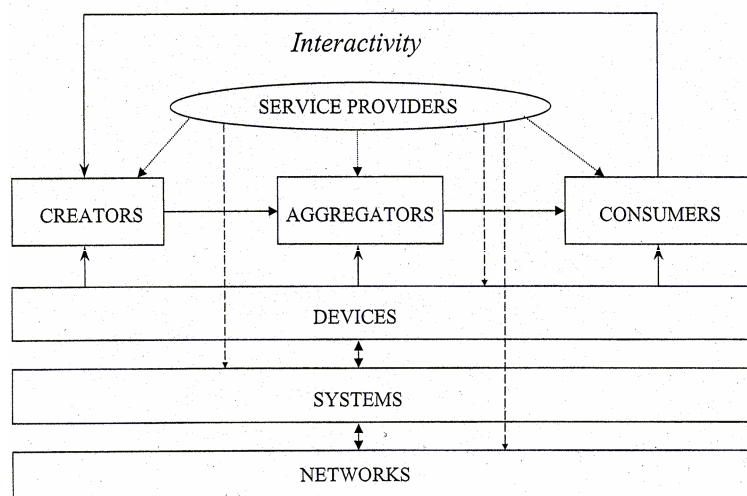 Interactivity
SERVICE PROVIDERS
CREATORS
AGGREGATORS
CONSUMERS
DEVICES
SYSTEMS
NETWORKS